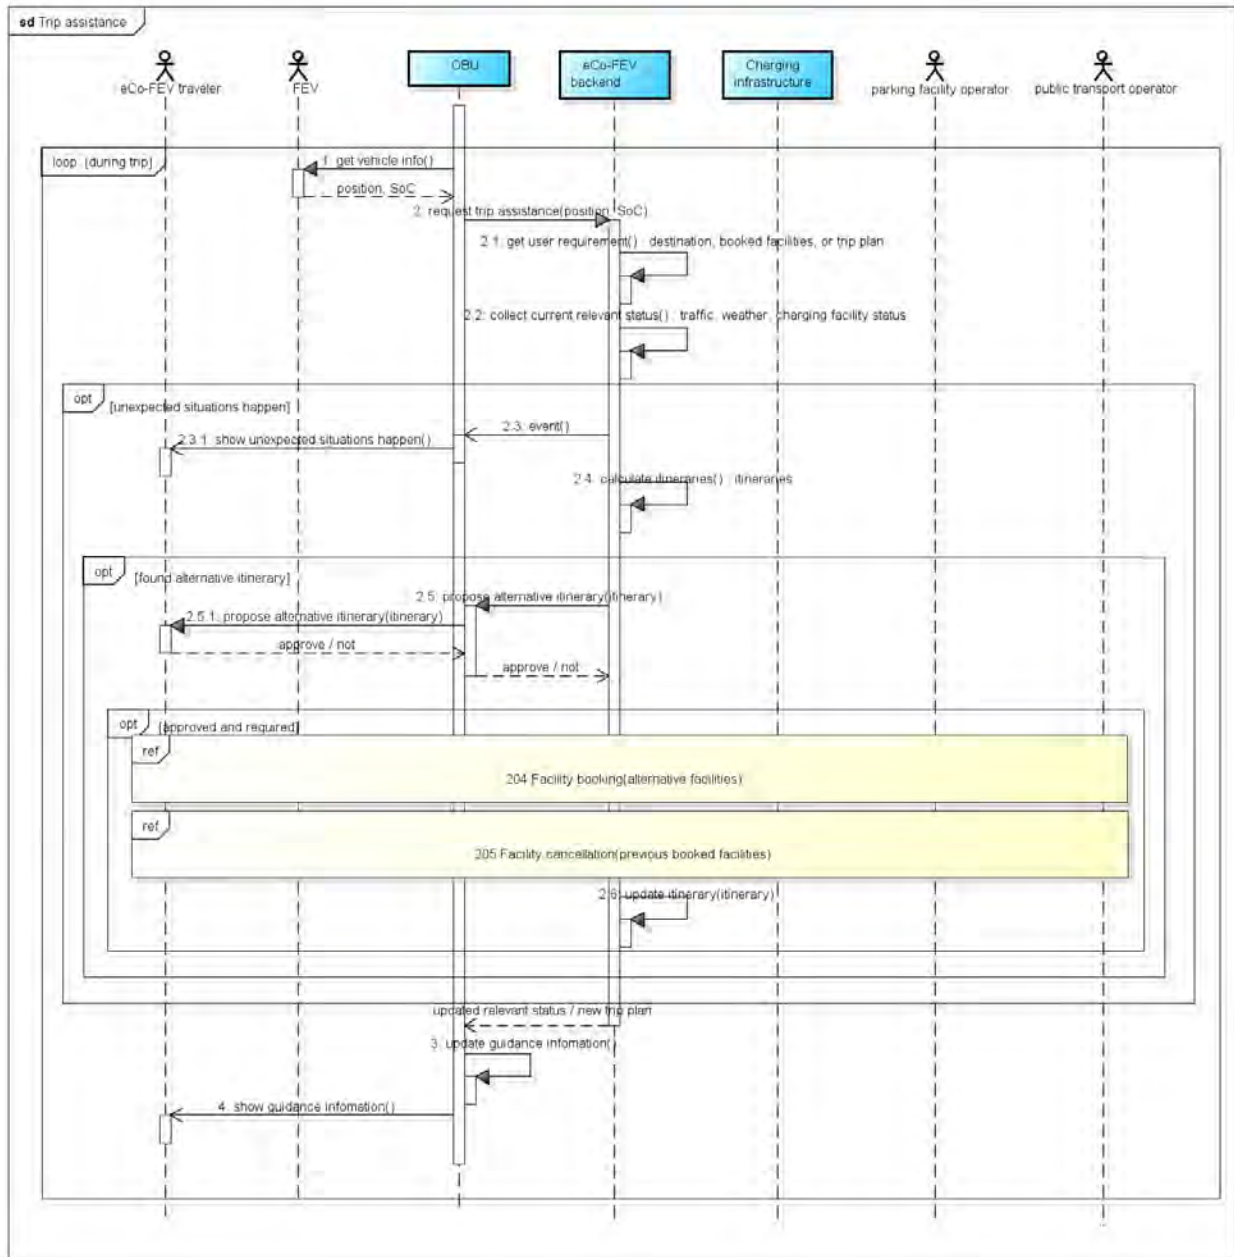 sd Trip assistance
eCo-FEV traveler
FEV
OBU
eCo-FEV
backend
Charging
infrastructure
parking facility operator
public transport operator
loop [during trip]
1. get vehicle info()
position, SoC
2. request trip assistance(position, SoC)
2.1: get user requirement() : destination, booked facilities, or trip plan
2.2: collect current relevant status() : traffic, weather, charging facility status
opt
[unexpected situations happen]
2.3: event()
2.3.1: show unexpected situations happen()
2.4: calculate itineraries() : itineraries
opt
[found alternative itinerary]
2.5: propose alternative itinerary(itinerary)
2.5.1: propose alternative itinerary(itinerary)
approve / not
approve / not
opt
[approved and required]
ref
204 Facility booking(alternative facilities)
ref
205 Facility cancellation(previous booked facilities)
2.6: update itinerary(itinerary)
updated relevant status / new trip plan
3. update guidance infomation()
4. show guidance infomation()